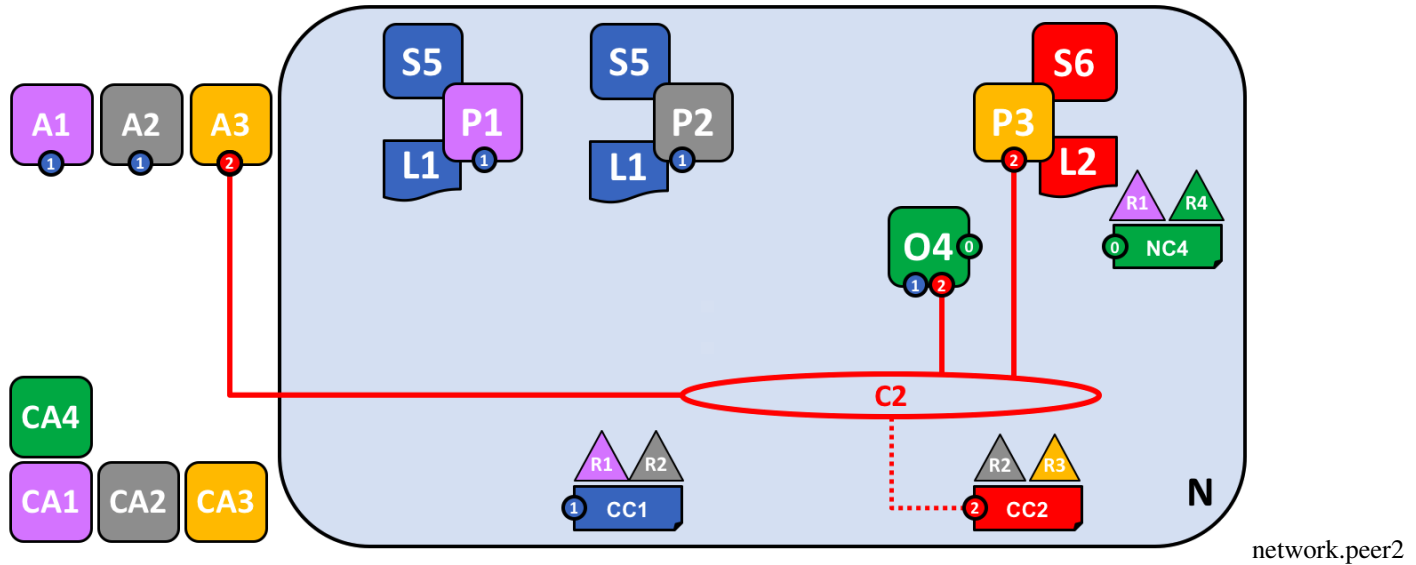 S5
S5
S6
A1
A2
A3
P1
P2
P3
1
1
2
L1
1
L1
1
2
L2
R1
R4
O4
0
0
NC4
1
2
C2
CA4
R1
R2
R2
R3
CA1
CA2
CA3
1
CC1
2
CC2
N
network.peer2